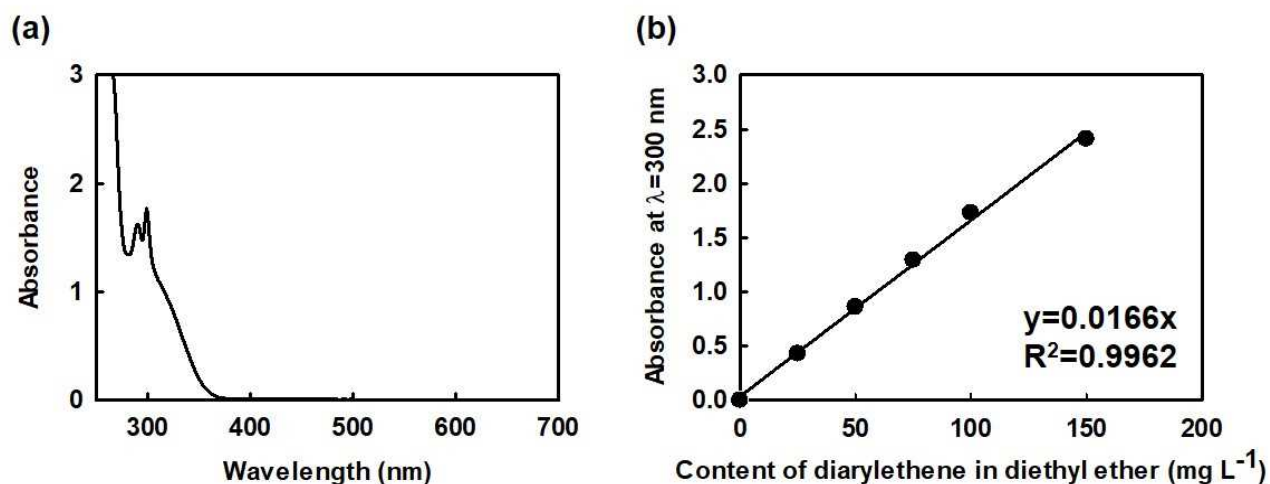 (a)
3
2
1
0
Absorbance
300 400 500 600 700
Wavelength (nm)
(b)
3.0
2.5
2.0
1.5
1.0
0.5
0.0
Absorbance at λ=300 nm
y=0.0166x
R²=0.9962
0 50 100 150 200
Content of diarylethene in diethyl ether (mg L⁻¹)